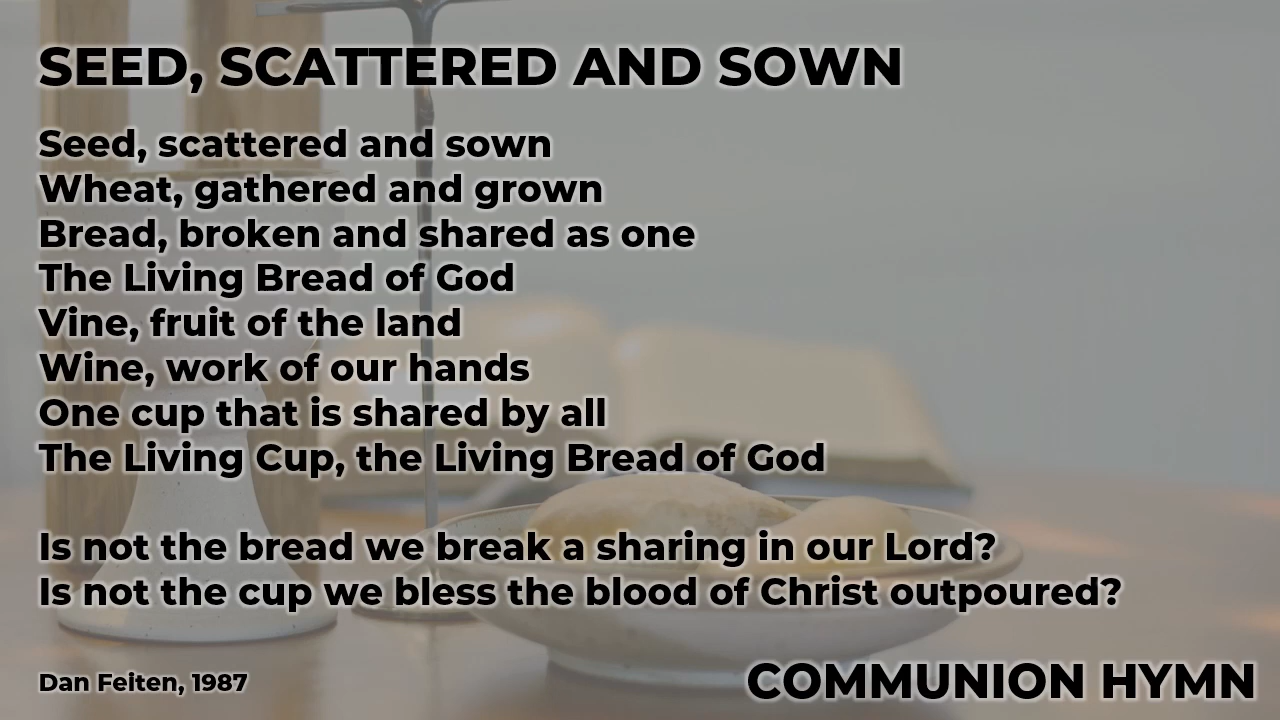 SEED, SCATTERED AND SOWN
Seed, scattered and sown
Wheat, gathered and grown
Bread, broken and shared as one
The Living Bread of God
Vine, fruit of the land
Wine, work of our hands
One cup that is shared by all
The Living Cup, the Living Bread of God
Is not the bread we break a sharing in our Lord?
Is not the cup we bless the blood of Christ outpoured?
Dan Feiten, 1987
COMMUNION HYMN